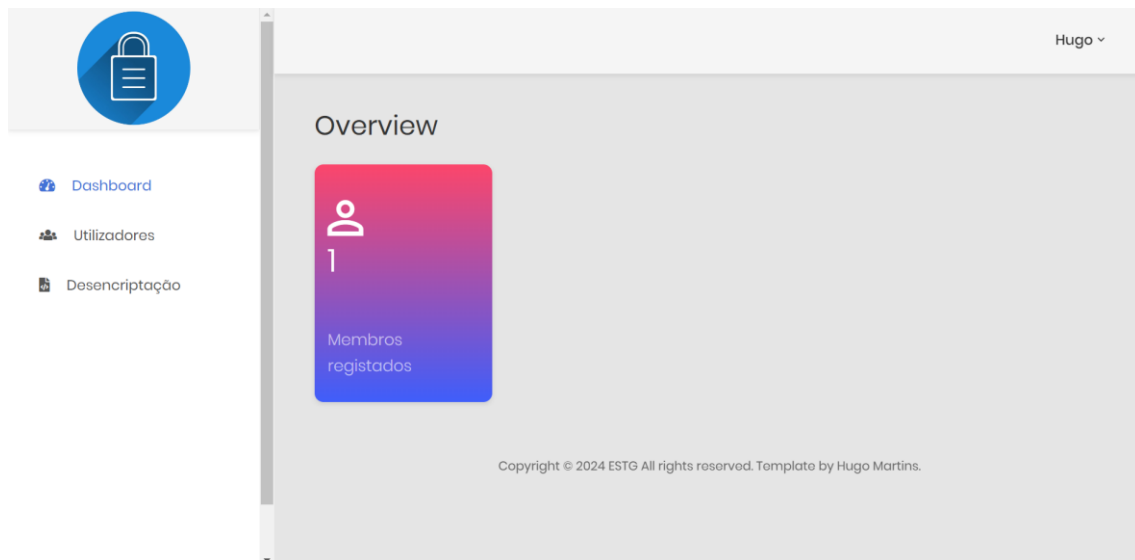 Hugo
Dashboard
Utilizadores
Desencriptação
Overview
1
Membros
registados
Copyright © 2024 ESTG All rights reserved. Template by Hugo Martins.